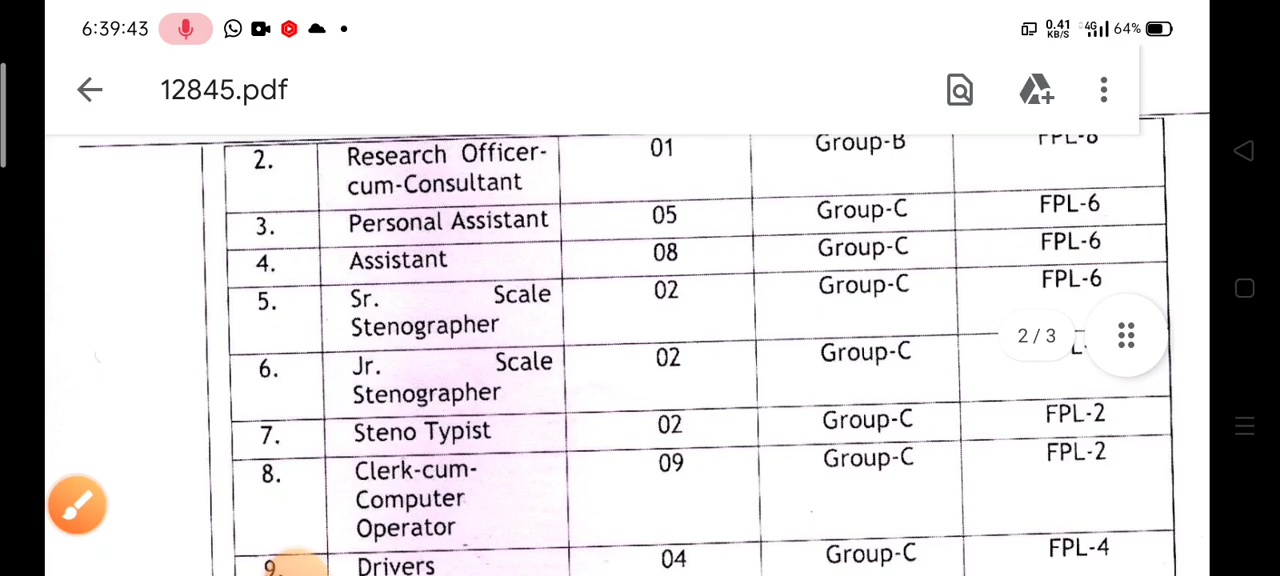 6:39:43 0.41 KB/S 4G 64%
12845.pdf
2. Research Officer- 01 Group-B FPL-8
cum-Consultant
3. Personal Assistant 05 Group-C FPL-6
4. Assistant 08 Group-C FPL-6
5. Sr. Scale 02 Group-C FPL-6
Stenographer
2/3
6. Jr. Scale 02 Group-C
Stenographer
7. Steno Typist 02 Group-C FPL-2
8. Clerk-cum- 09 Group-C FPL-2
Computer
Operator
9. Drivers 04 Group-C FPL-4